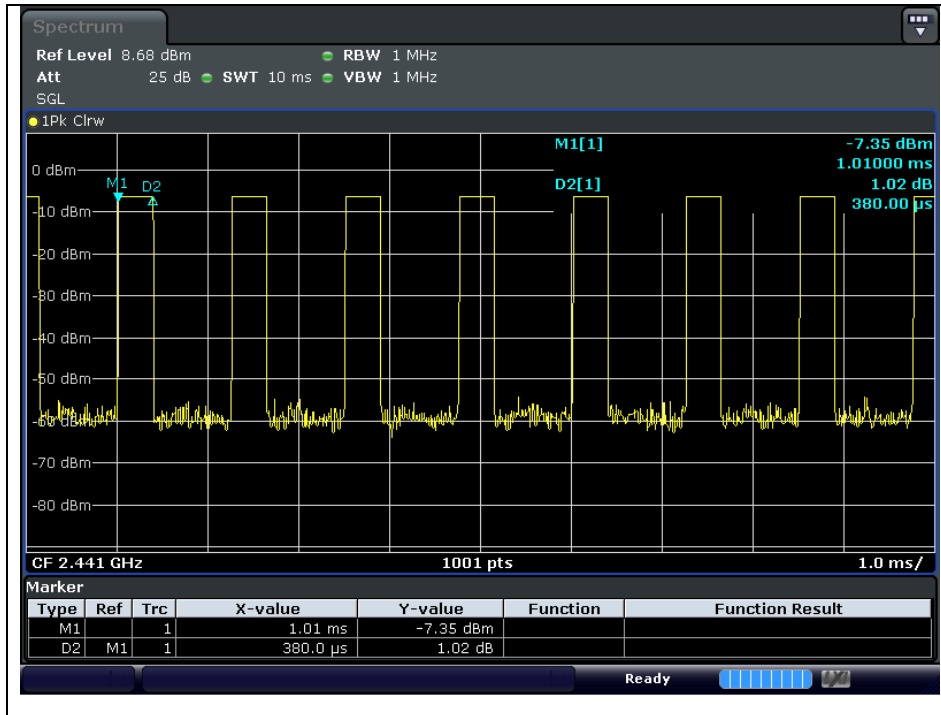 Spectrum
Ref Level 8.68 dBm RBW 1 MHz
Att 25 dB SWT 10 ms VBW 1 MHz
SGL
1Pk Clrw
M1[1] -7.35 dBm
1.01000 ms
D2[1] 1.02 dB
380.00 µs
0 dBm
M1 D2
-10 dBm
-20 dBm
-30 dBm
-40 dBm
-50 dBm
-60 dBm
-70 dBm
-80 dBm
CF 2.441 GHz 1001 pts 1.0 ms/
Marker
Type Ref Trc X-value Y-value Function Function Result
M1 1 1.01 ms -7.35 dBm
D2 M1 1 380.0 µs 1.02 dB
Ready